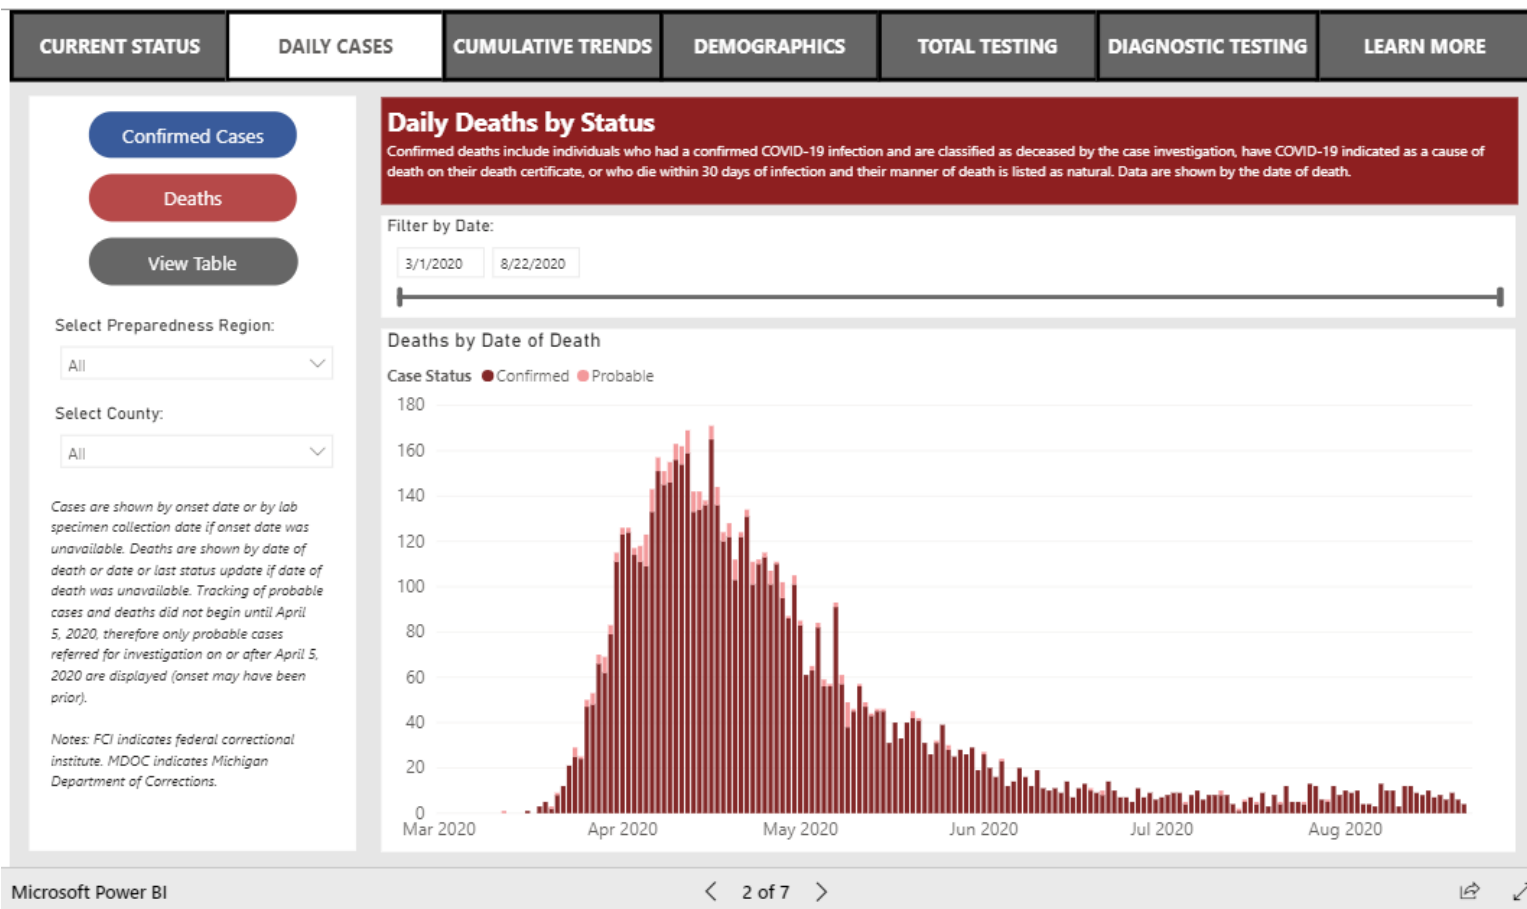 CURRENT STATUS DAILY CASES CUMULATIVE TRENDS DEMOGRAPHICS TOTAL TESTING DIAGNOSTIC TESTING LEARN MORE
Confirmed Cases
Deaths
View Table
Select Preparedness Region:
All
Select County:
All
Cases are shown by onset date or by lab
specimen collection date if onset date was
unavailable. Deaths are shown by date of
death or date or last status update if date of
death was unavailable. Tracking of probable
cases and deaths did not begin until April
5, 2020, therefore only probable cases
referred for investigation on or after April 5,
2020 are displayed (onset may have been
prior).
Notes: FCI indicates federal correctional
institute. MDOC indicates Michigan
Department of Corrections.
Daily Deaths by Status
Confirmed deaths include individuals who had a confirmed COVID-19 infection and are classified as deceased by the case investigation, have COVID-19 indicated as a cause of
death on their death certificate, or who die within 30 days of infection and their manner of death is listed as natural. Data are shown by the date of death.
Filter by Date:
3/1/2020 8/22/2020
Deaths by Date of Death
Case Status Confirmed Probable
180
160
140
120
100
80
60
40
20
0
Mar 2020 Apr 2020 May 2020 Jun 2020 Jul 2020 Aug 2020
Microsoft Power BI 2 of 7